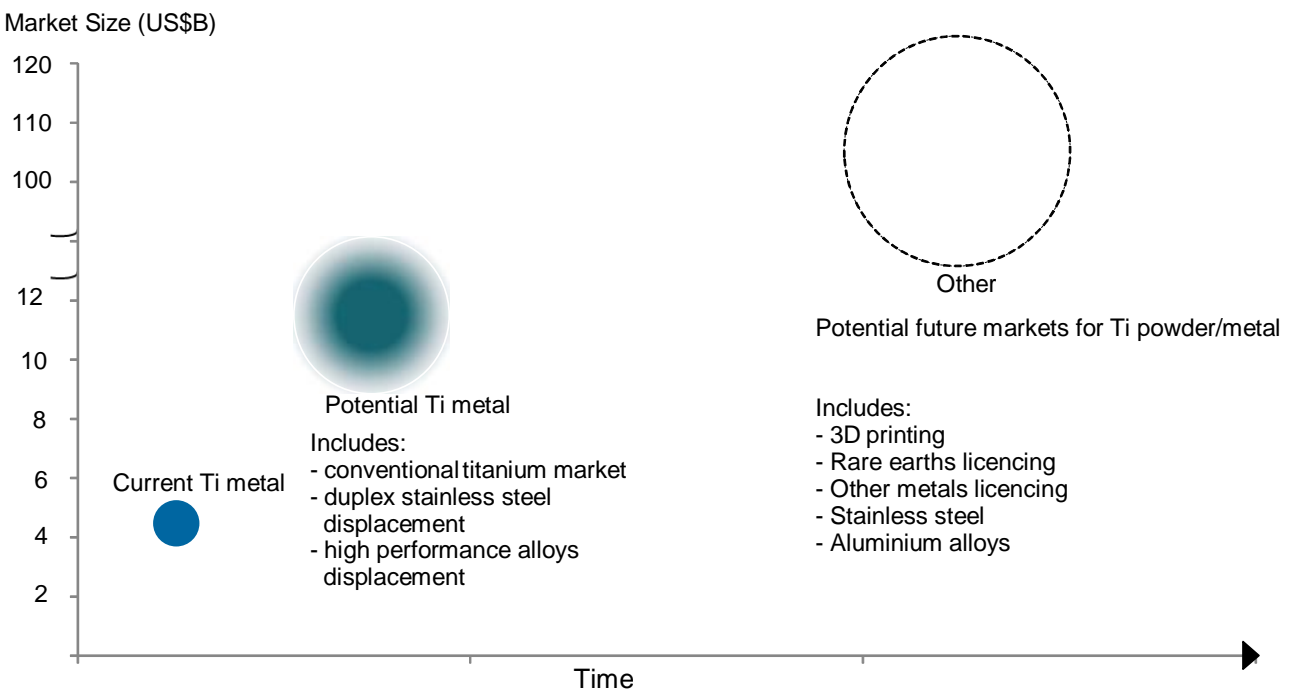 Market Size (US$B)
120
110
100
12
10
8
6
4
2
Current Ti metal
Potential Ti metal
Includes:
- conventional titanium market
- duplex stainless steel
displacement
- high performance alloys
displacement
Other
Potential future markets for Ti powder/metal
Includes:
- 3D printing
- Rare earths licencing
- Other metals licencing
- Stainless steel
- Aluminium alloys
Time